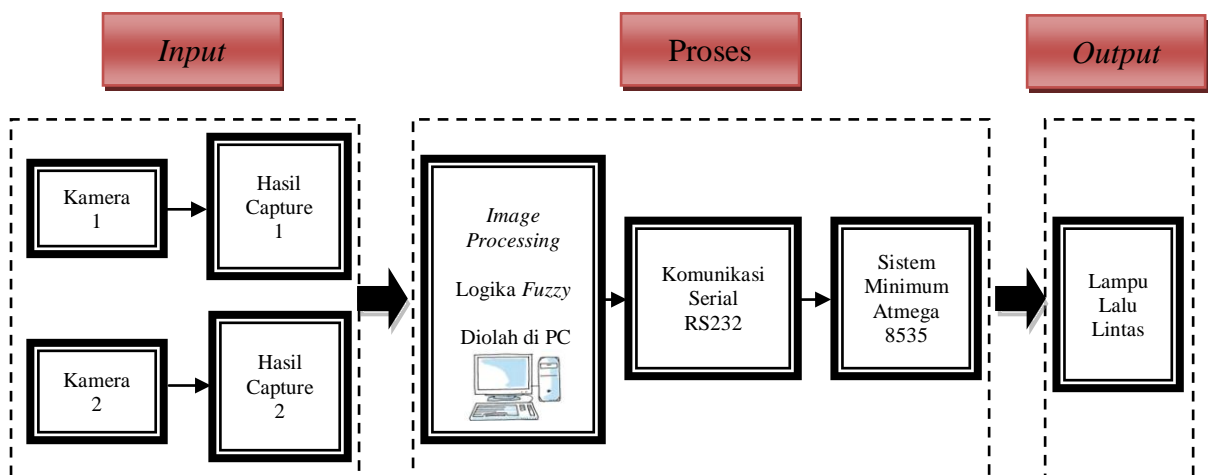 Input
Proses
Output
Kamera
1
Hasil
Capture
1
Kamera
2
Hasil
Capture
2
Image
Processing
Logika Fuzzy
Diolah di PC
Komunikasi
Serial
RS232
Sistem
Minimum
Atmega
8535
Lampu
Lalu
Lintas